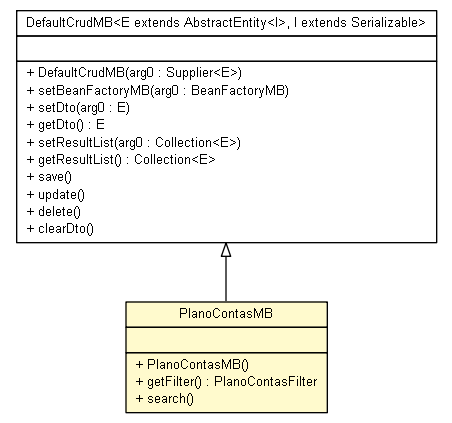 DefaultCrudMB<E extends AbstractEntity<I>, I extends Serializable>
+ DefaultCrudMB(arg0 : Supplier<E>)
+ setBeanFactoryMB(arg0 : BeanFactoryMB)
+ setDto(arg0 : E)
+ getDto() : E
+ setResultList(arg0 : Collection<E>)
+ getResultList() : Collection<E>
+ save()
+ update()
+ delete()
+ clearDto()
PlanoContasMB
+ PlanoContasMB()
+ getFilter() : PlanoContasFilter
+ search()